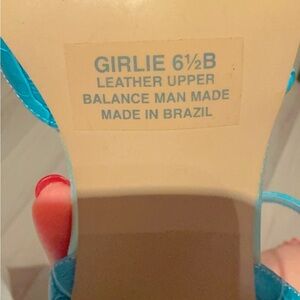 GIRLIE 6½B
LEATHER UPPER
BALANCE MAN MADE
MADE IN BRAZIL